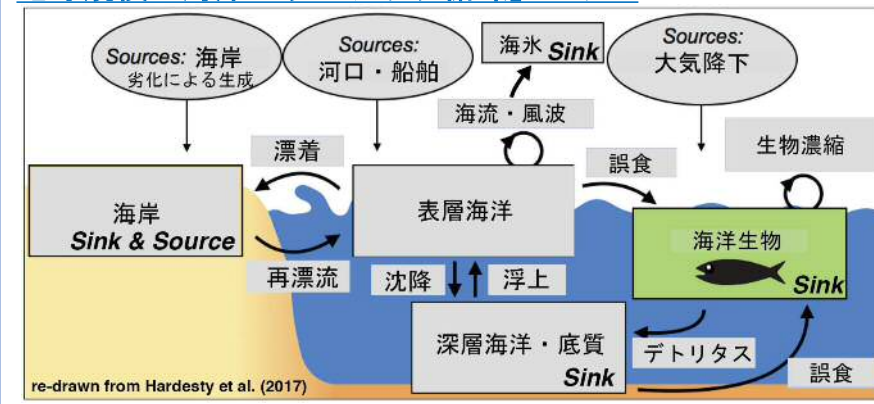 Sources: 海岸
劣化による生成
Sources:
河口・船舶
海氷 Sink
Sources:
大気降下
海流・風波
漂着
誤食
生物濃縮
海岸
Sink & Source
表層海洋
海洋生物
Sink
再漂流
沈降
浮上
深層海洋・底質
Sink
デトリタス
誤食
re-drawn from Hardesty et al. (2017)